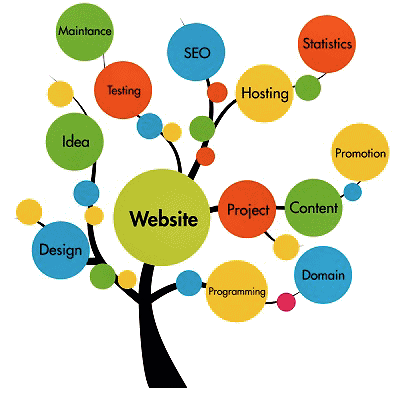 Maintance
SEO
Statistics
Testing
Hosting
Idea
Promotion
Website
Project
Content
Design
Programming
Domain